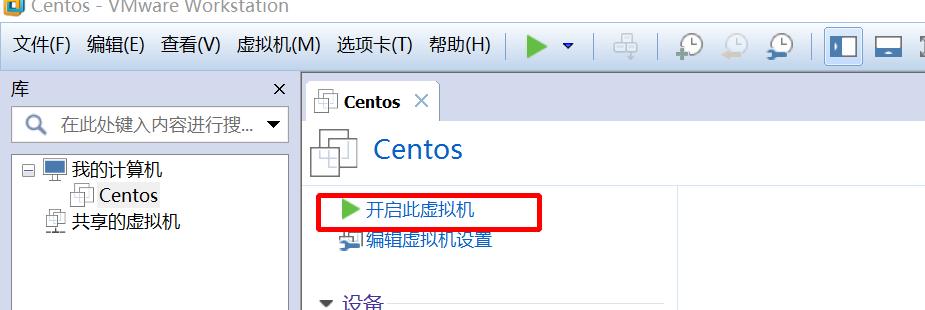 Centos - VMware Workstation
文件(F) 编辑(E) 查看(V) 虚拟机(M) 选项卡(T) 帮助(H)
库
在此处键入内容进行搜...
我的计算机
Centos
共享的虚拟机
Centos
Centos
开启此虚拟机
编辑虚拟机设置
设备